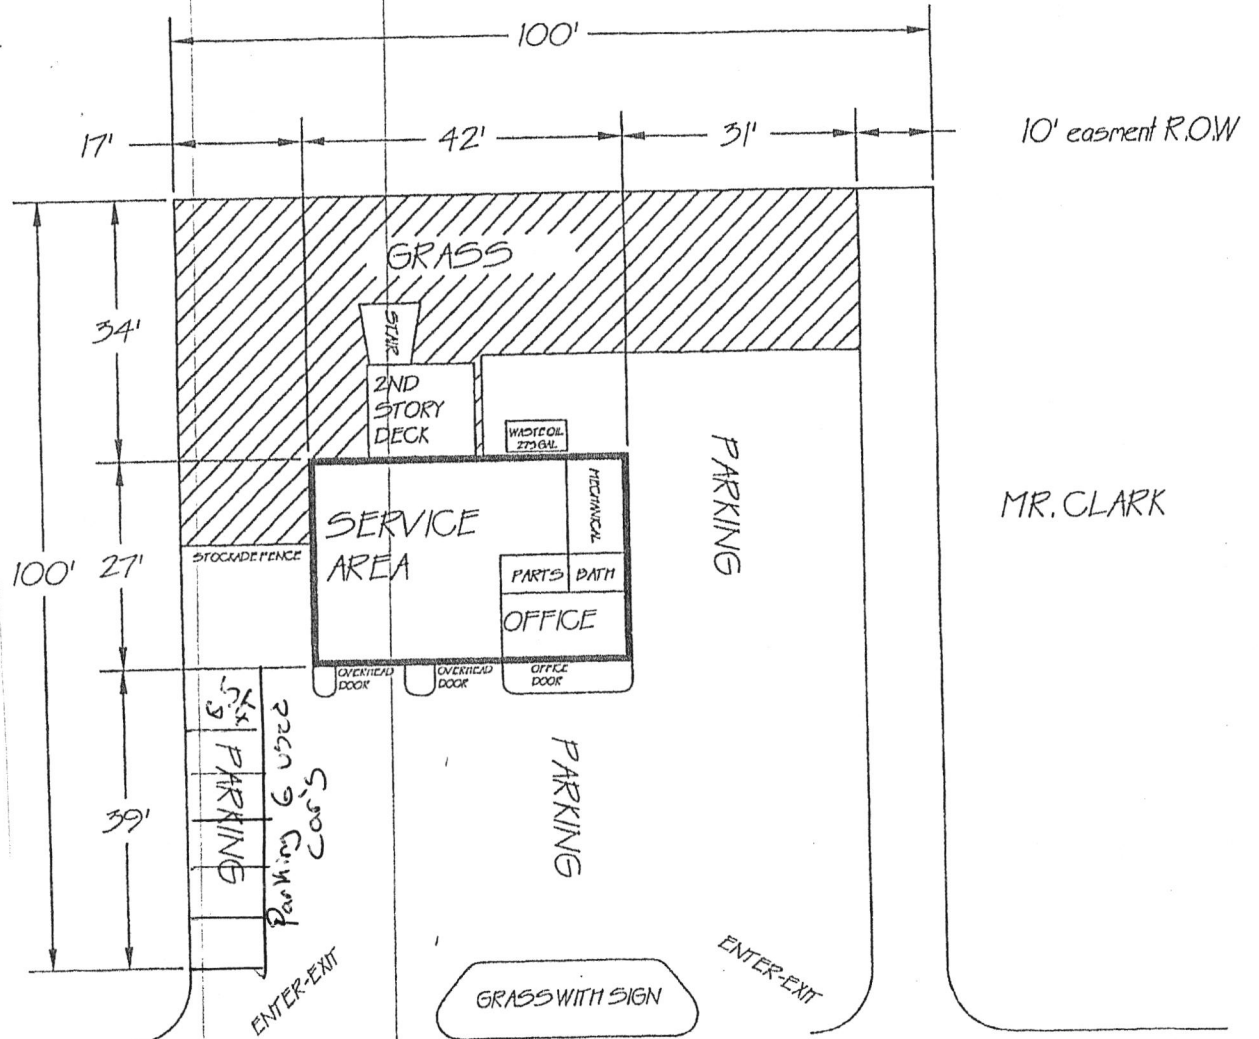 100'
17'
42'
31'
10' easment R.O.W
GRASS
34'
STAIR
2ND
STORY
DECK
WASTE OIL
275 GAL
PARKING
MR. CLARK
SERVICE
AREA
MECHANICAL
STOCKADE FENCE
100'
27'
PARTS
BATH
OFFICE
OVERHEAD
DOOR
OVERHEAD
DOOR
OFFICE
DOOR
PARKING
Parking 6 used
Car's
39'
PARKING
ENTER-EXIT
GRASS WITH SIGN
ENTER-EXIT